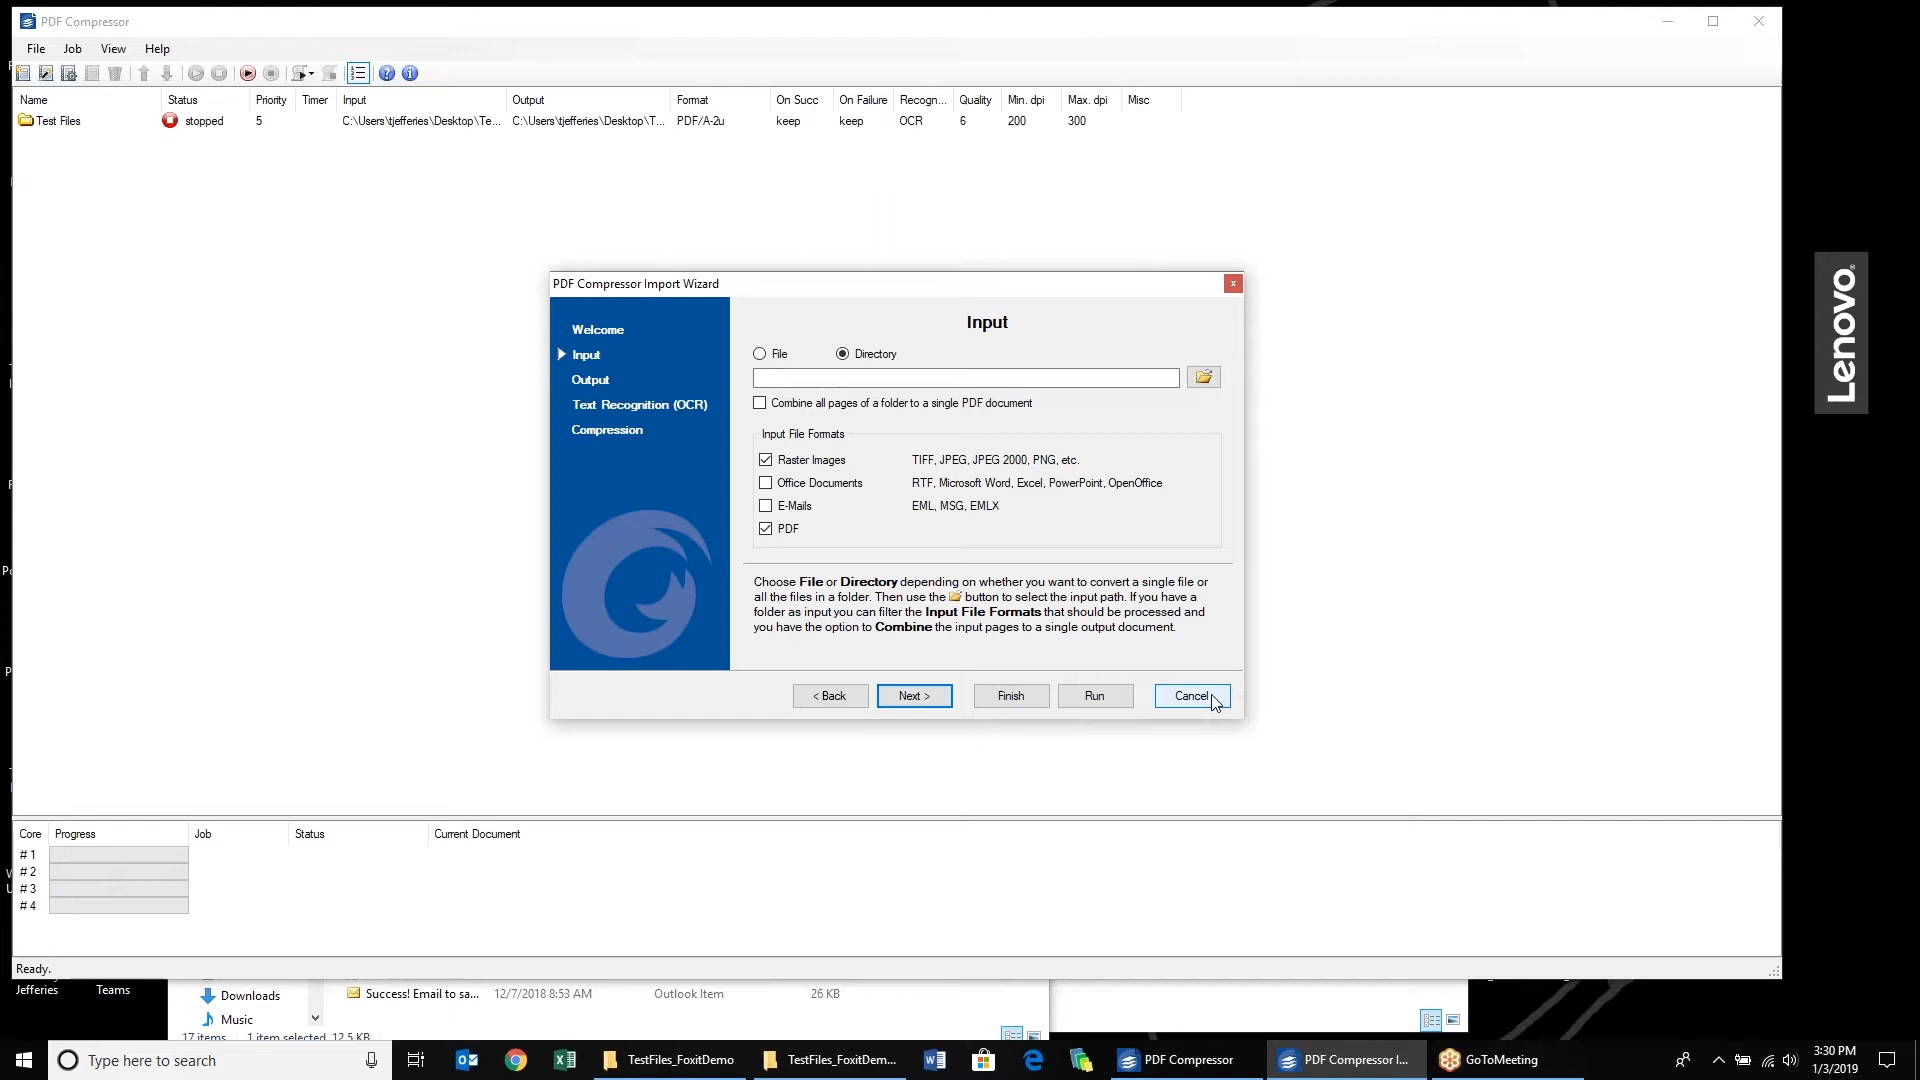 PDF Compressor
File Job View Help
Name Status Priority Timer Input Output Format On Succ On Failure Recogn... Quality Min. dpi Max. dpi Misc
Test Files stopped 5 C:\Users\tjefferies\Desktop\Te... C:\Users\tjefferies\Desktop\T... PDF/A-2u keep keep OCR 6 200 300
Lenovo
PDF Compressor Import Wizard
Welcome
Input
Output
Text Recognition (OCR)
Compression
Input
File Directory
Combine all pages of a folder to a single PDF document
Input File Formats
Raster Images TIFF, JPEG, JPEG 2000, PNG, etc.
Office Documents RTF, Microsoft Word, Excel, PowerPoint, OpenOffice
E-Mails EML, MSG, EMLX
PDF
Choose File or Directory depending on whether you want to convert a single file or
all the files in a folder. Then use the button to select the input path. If you have a
folder as input you can filter the Input File Formats that should be processed and
you have the option to Combine the input pages to a single output document.
< Back Next > Finish Run Cancel
Core Progress Job Status Current Document
# 1
# 2
# 3
# 4
Ready.
Jefferies Teams
Downloads Success! Email to sa... 12/7/2018 8:53 AM Outlook Item 26 KB
Music
17 items 1 item selected 12.5 KB
Type here to search TestFiles_FoxitDemo TestFiles_FoxitDem... PDF Compressor PDF Compressor I... GoToMeeting 3:30 PM
1/3/2019